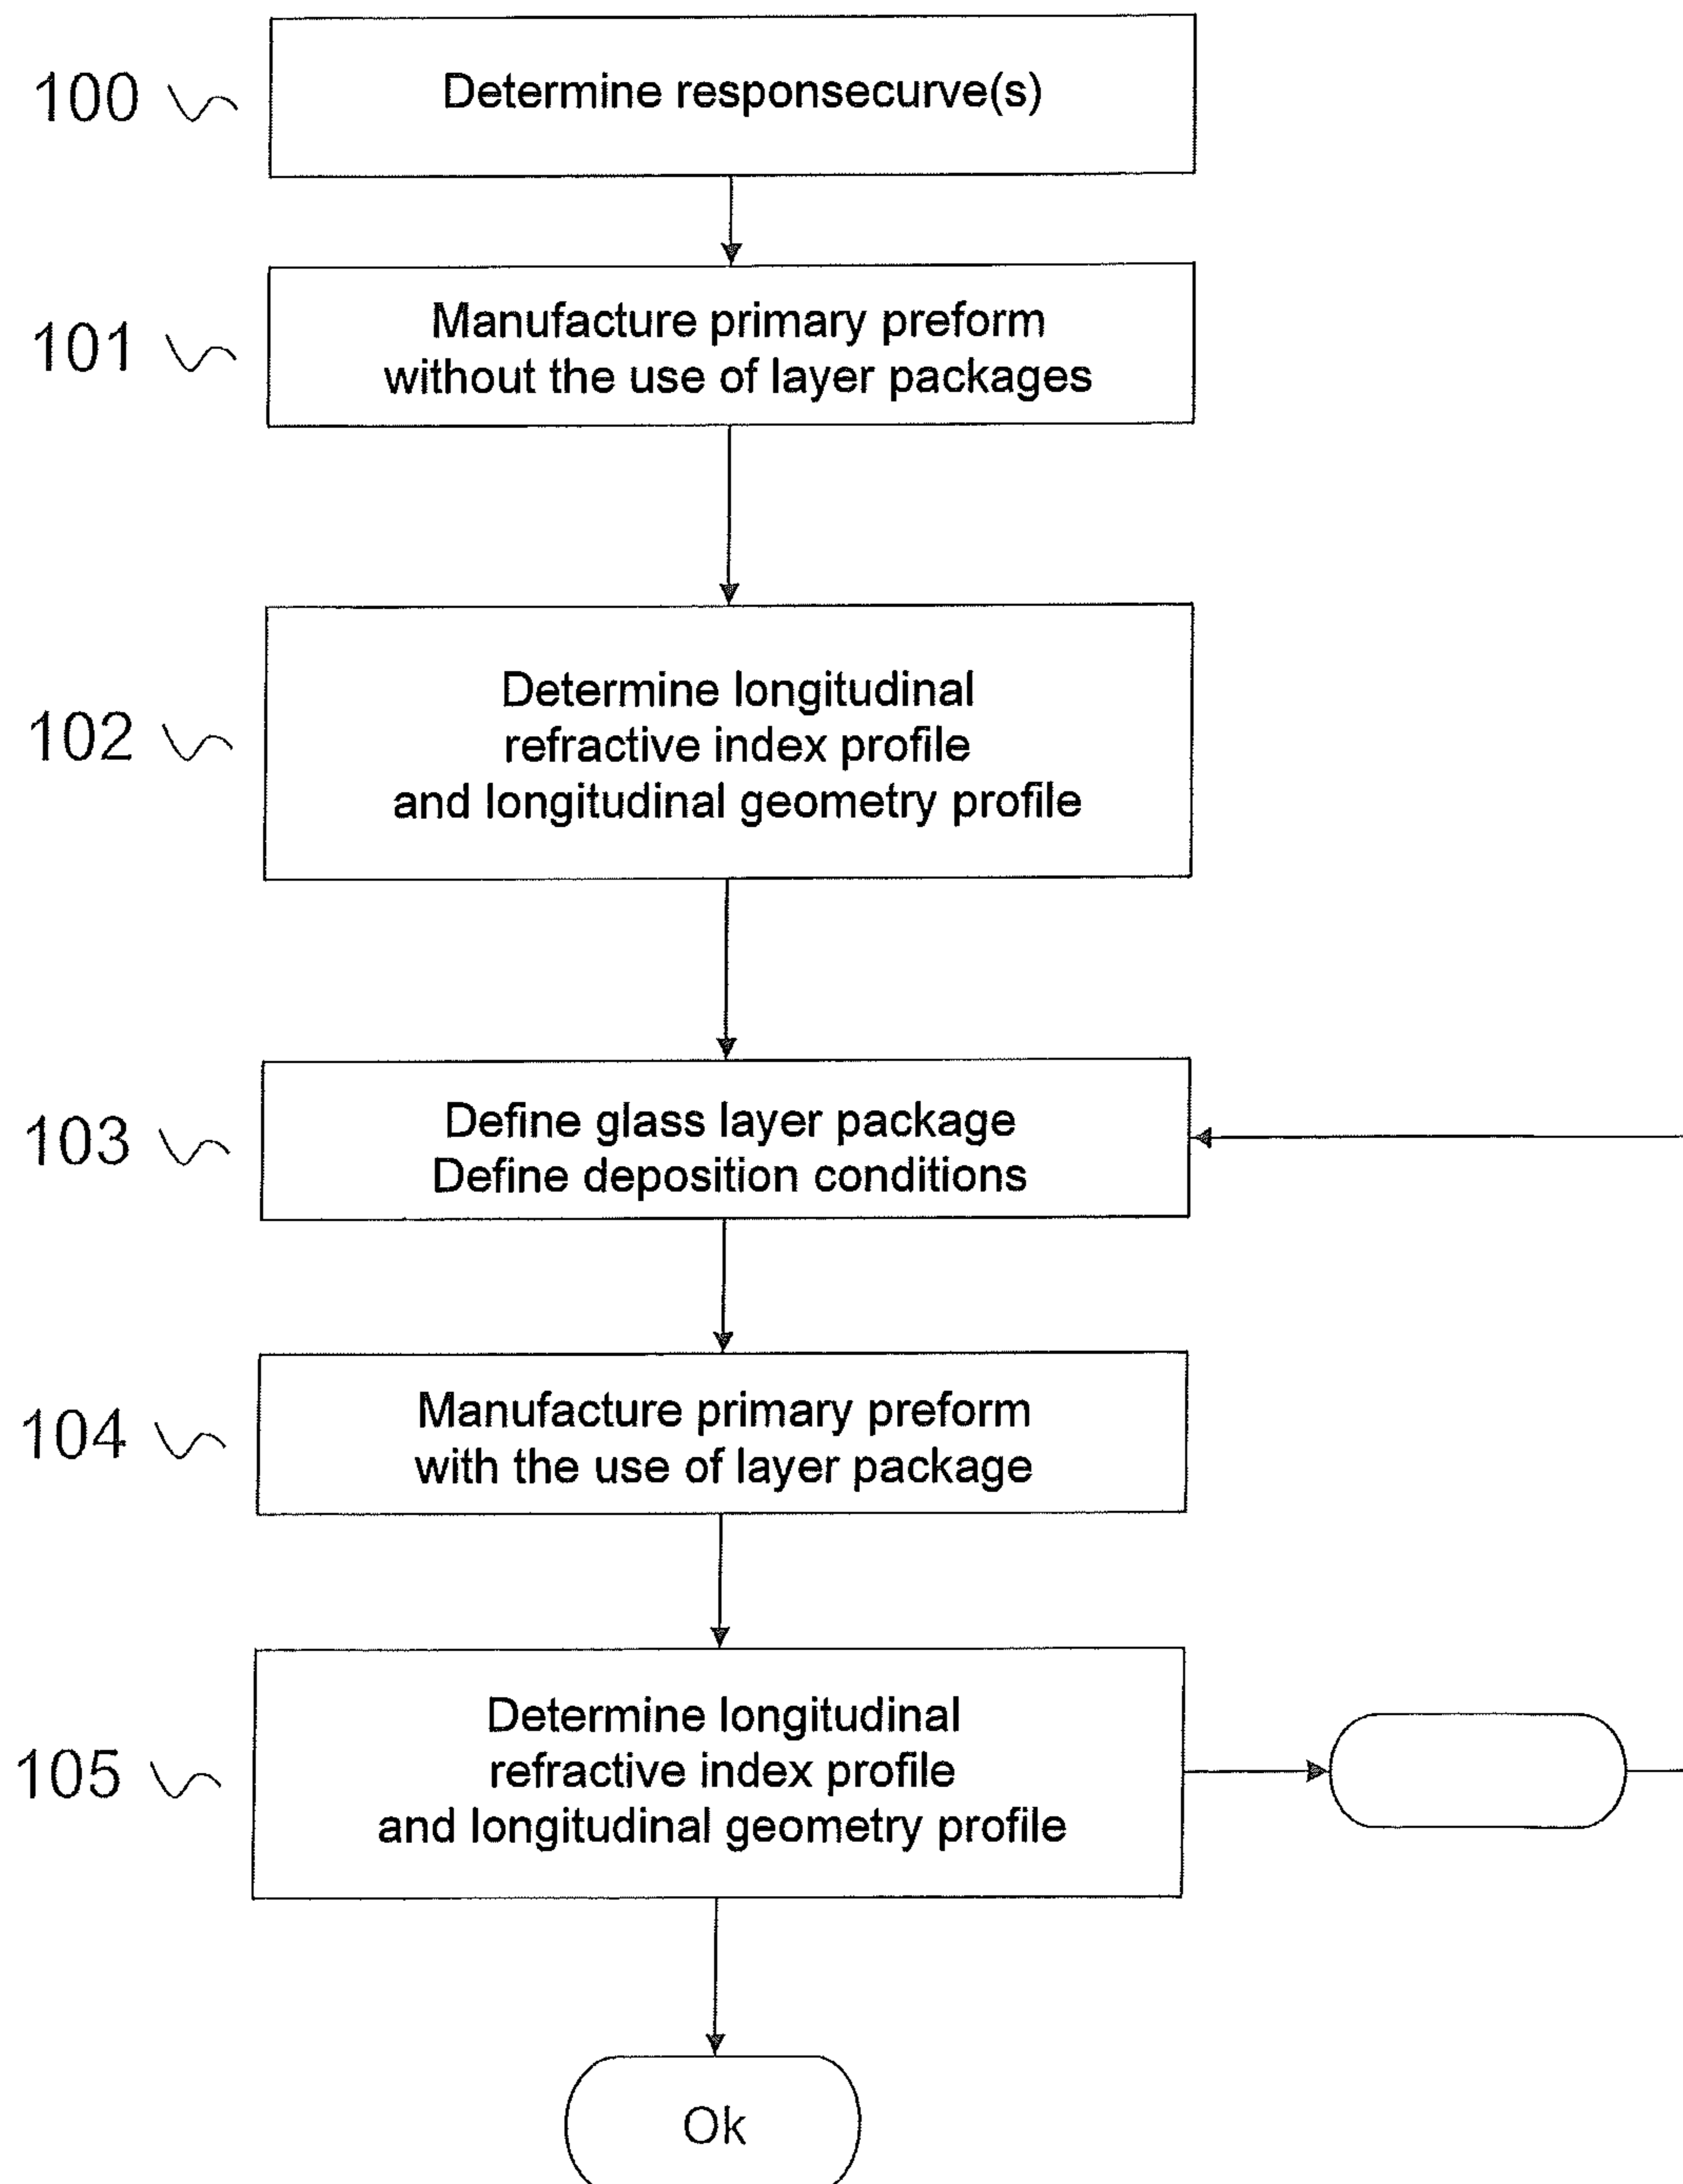 100
Determine responsecurve(s)
101
Manufacture primary preform
without the use of layer packages
102
Determine longitudinal
refractive index profile
and longitudinal geometry profile
103
Define glass layer package
Define deposition conditions
104
Manufacture primary preform
with the use of layer package
105
Determine longitudinal
refractive index profile
and longitudinal geometry profile
Ok